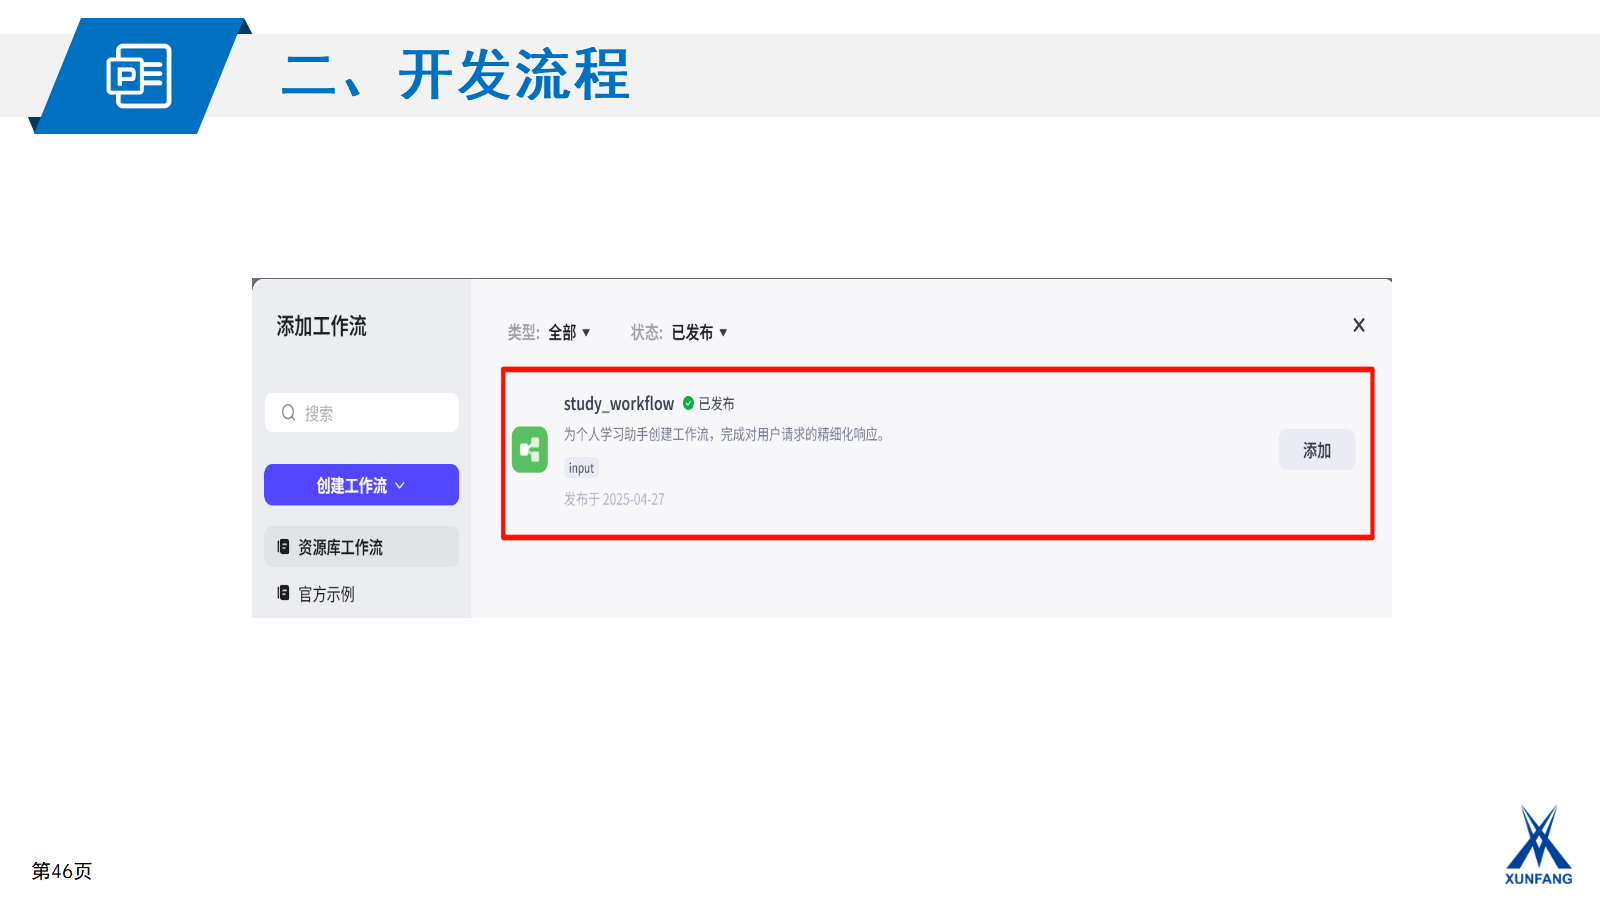 二、开发流程
添加工作流
搜索
创建工作流
资源库工作流
官方示例
类型: 全部 ▼ 状态: 已发布 ▼
X
study_workflow 已发布
为个人学习助手创建工作流，完成对用户请求的精细化响应。
input
发布于 2025-04-27
添加
第46页
XUNFANG